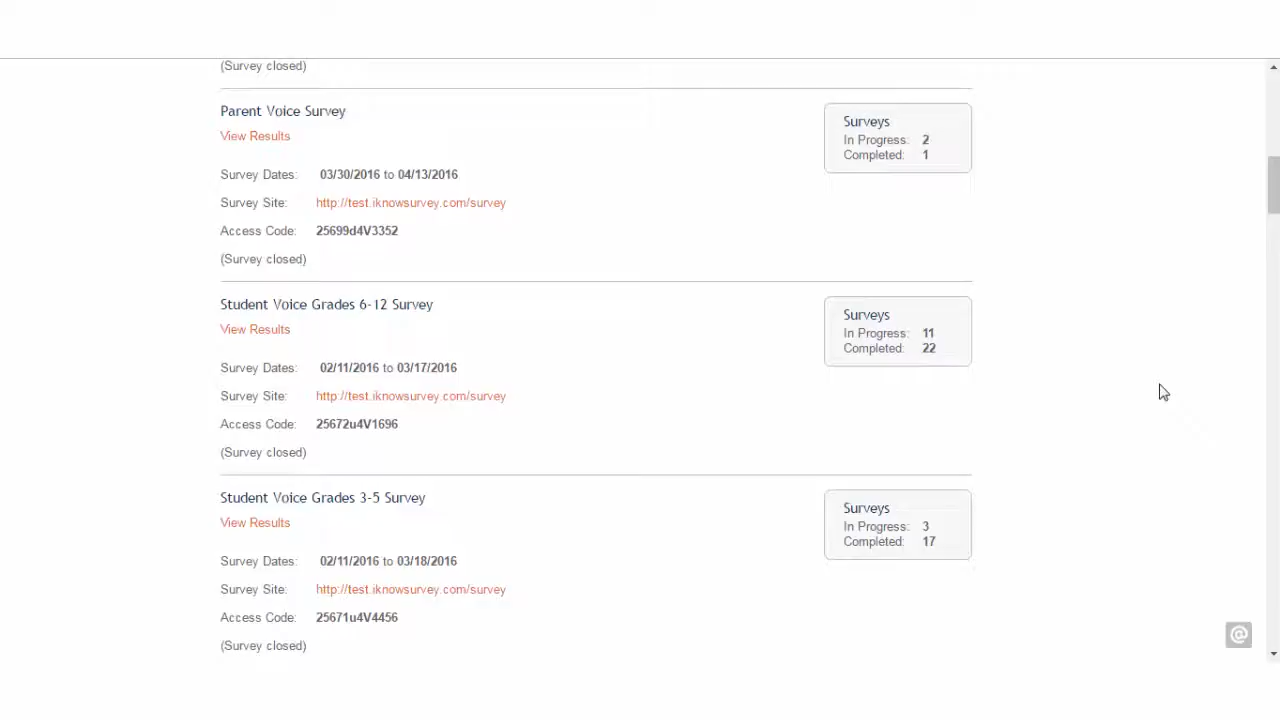 (Survey closed)
Parent Voice Survey
View Results
Survey Dates: 03/30/2016 to 04/13/2016
Survey Site: http://test.iknowsurvey.com/survey
Access Code: 25699d4V3352
(Survey closed)
Surveys
In Progress: 2
Completed: 1
Student Voice Grades 6-12 Survey
View Results
Survey Dates: 02/11/2016 to 03/17/2016
Survey Site: http://test.iknowsurvey.com/survey
Access Code: 25672u4V1696
(Survey closed)
Surveys
In Progress: 11
Completed: 22
Student Voice Grades 3-5 Survey
View Results
Survey Dates: 02/11/2016 to 03/18/2016
Survey Site: http://test.iknowsurvey.com/survey
Access Code: 25671u4V4456
(Survey closed)
Surveys
In Progress: 3
Completed: 17
@